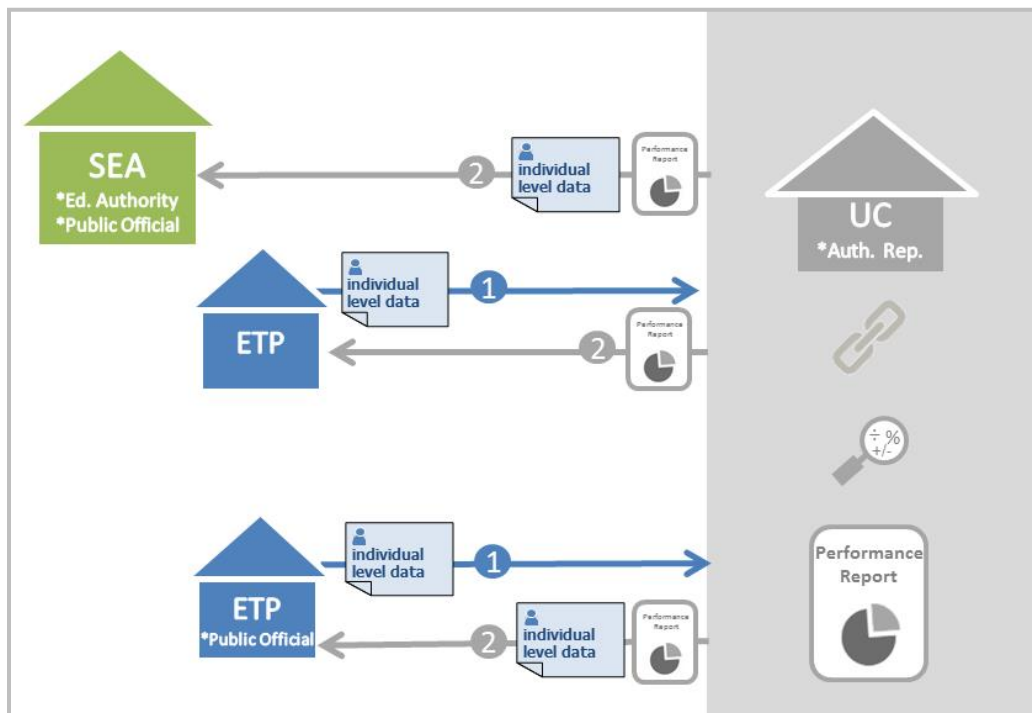 SEA
*Ed. Authority
*Public Official
2
individual
level data
Performance
Report
UC
*Auth. Rep.
ETP
individual
level data
1
2
Performance
Report
÷ %
+/-
ETP
*Public Official
individual
level data
1
2
individual
level data
Performance
Report
Performance
Report